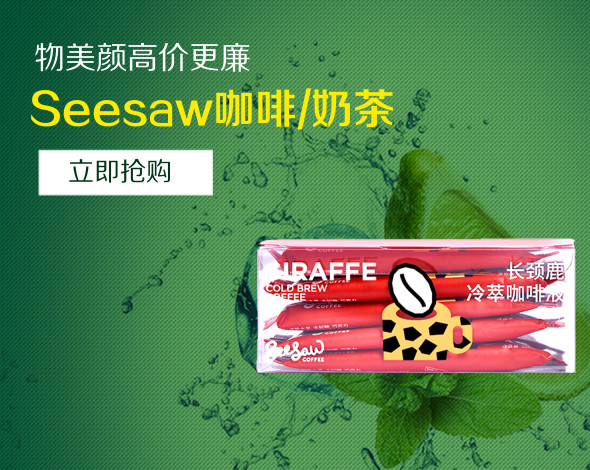 物美颜高价更廉
Seesaw咖啡/奶茶
立即抢购
GIRAFFE
长颈鹿
COLD BREW
COFFEE
冷萃咖啡液
seesaw
COFFEE